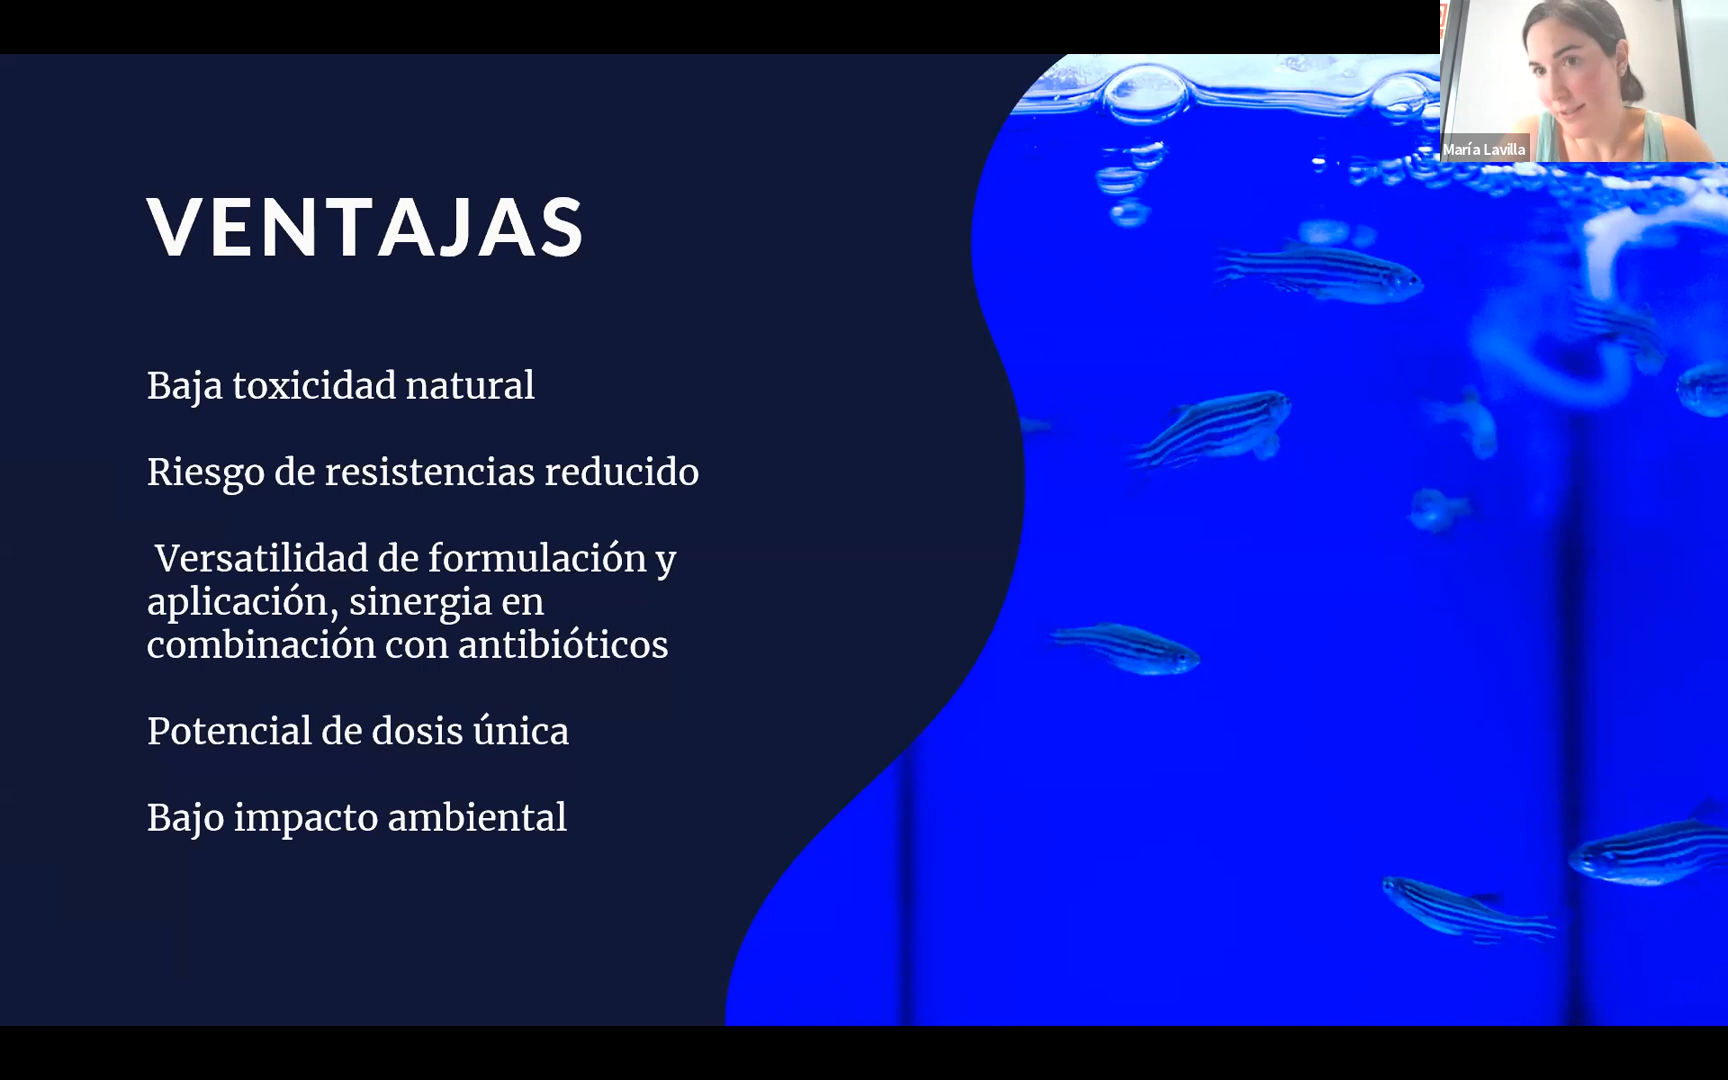 María Lavilla
VENTAJAS
Baja toxicidad natural
Riesgo de resistencias reducido
Versatilidad de formulación y
aplicación, sinergia en
combinación con antibióticos
Potencial de dosis única
Bajo impacto ambiental